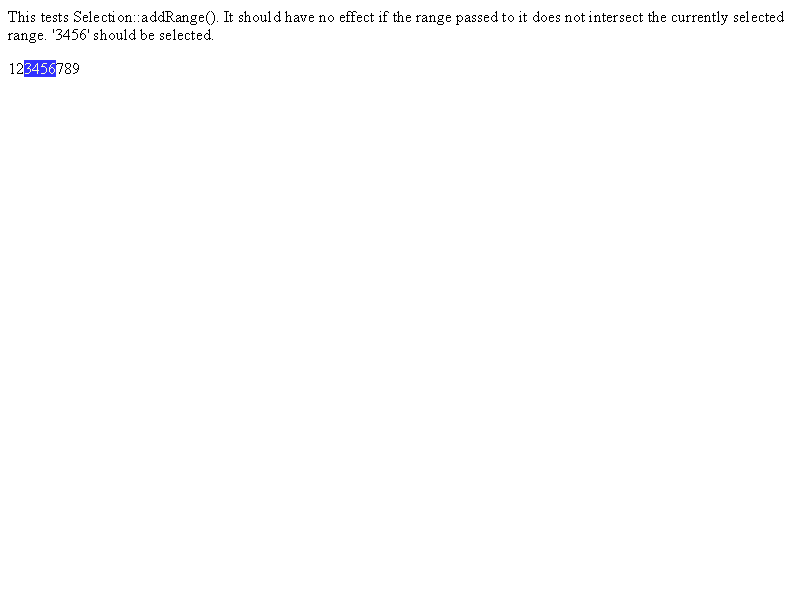 This tests Selection::addRange(). It should have no effect if the range passed to it does not intersect the currently selected
range. '3456' should be selected.
123456789